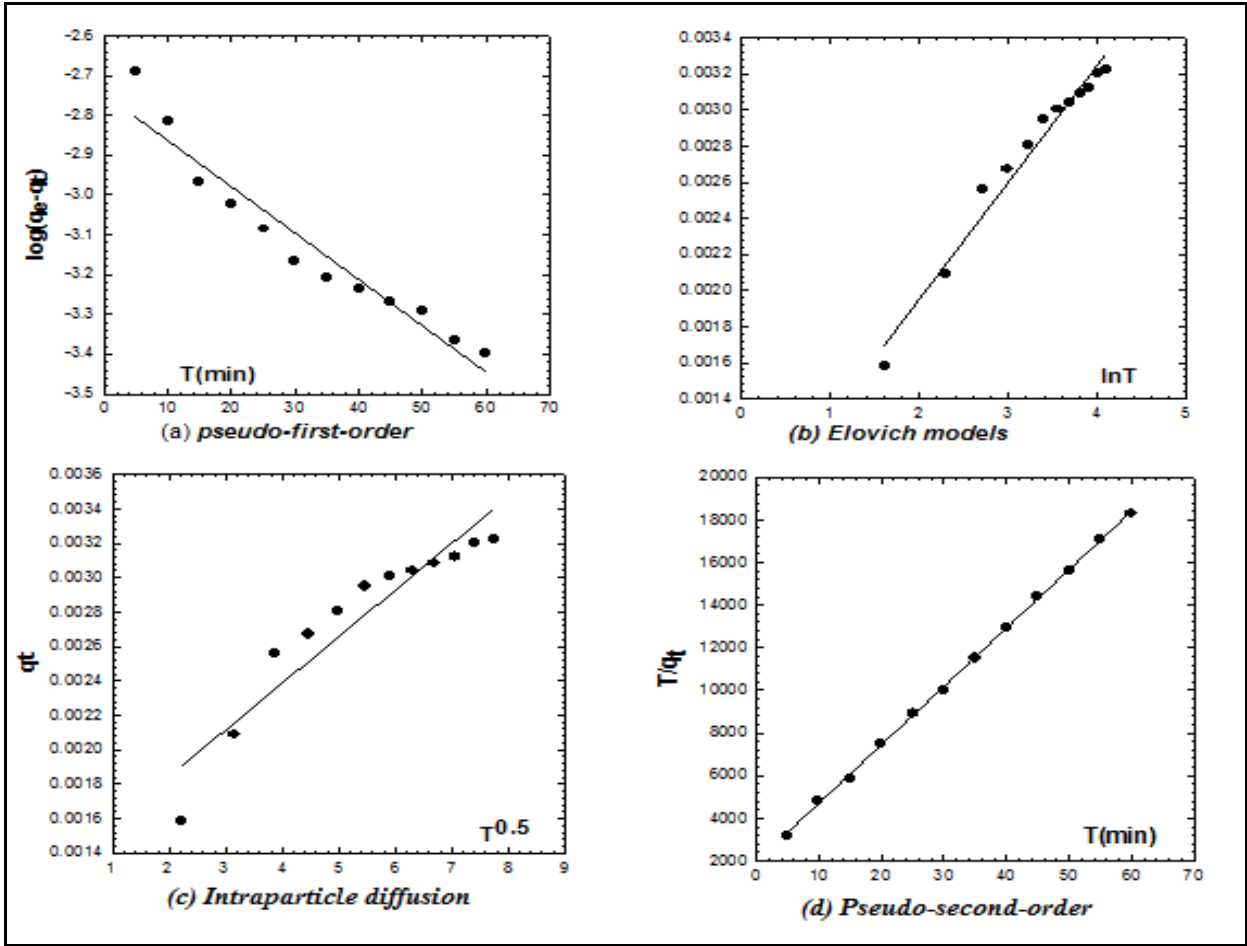 -2.6
-2.7
-2.8
-2.9
-3.0
-3.1
-3.2
-3.3
-3.4
-3.5
log(qe-qt)
T(min)
0 10 20 30 40 50 60 70
(a) pseudo-first-order
0.0034
0.0032
0.0030
0.0028
0.0026
0.0024
0.0022
0.0020
0.0018
0.0016
0.0014
lnT
0 1 2 3 4 5
(b) Elovich models
0.0036
0.0034
0.0032
0.0030
0.0028
0.0026
0.0024
0.0022
0.0020
0.0018
0.0016
0.0014
qt
T0.5
1 2 3 4 5 6 7 8 9
(c) Intraparticle diffusion
20000
18000
16000
14000
12000
10000
8000
6000
4000
2000
T/qt
T(min)
0 10 20 30 40 50 60 70
(d) Pseudo-second-order